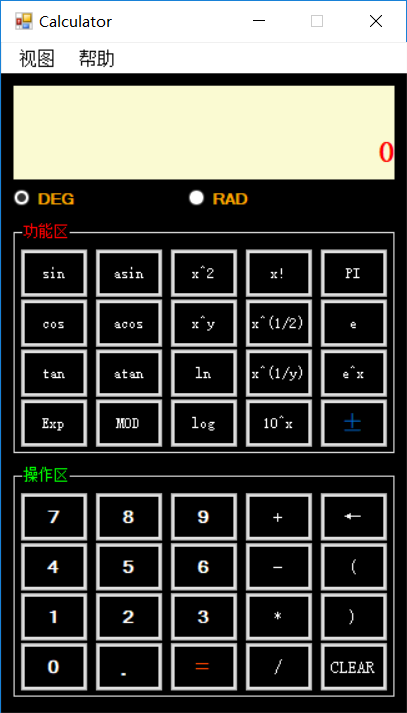 Calculator
视图 帮助
0
DEG RAD
功能区
sin asin x^2 x! PI
cos acos x^y x^(1/2) e
tan atan ln x^(1/y) e^x
Exp MOD log 10^x ±
操作区
7 8 9 + ←
4 5 6 - (
1 2 3 * )
0 . = / CLEAR